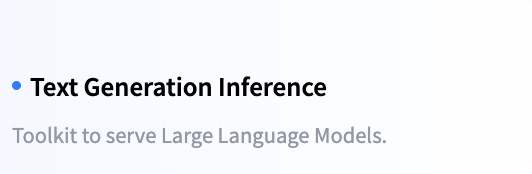 Text Generation Inference
Toolkit to serve Large Language Models.